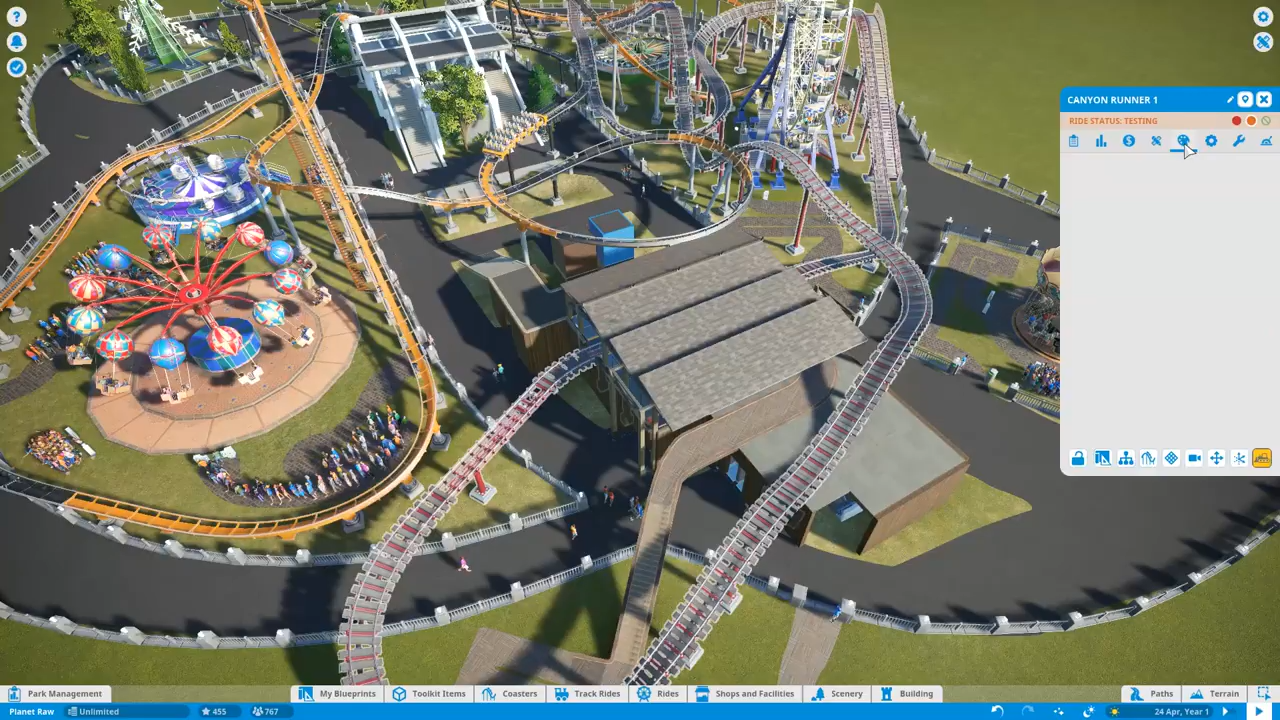 CANYON RUNNER 1
RIDE STATUS: TESTING
Park Management
My Blueprints
Toolkit Items
Coasters
Track Rides
Rides
Shops and Facilities
Scenery
Building
Paths
Terrain
Planet Raw
Unlimited
455
767
24 Apr, Year 1